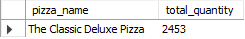 pizza_name total_quantity
The Classic Deluxe Pizza 2453